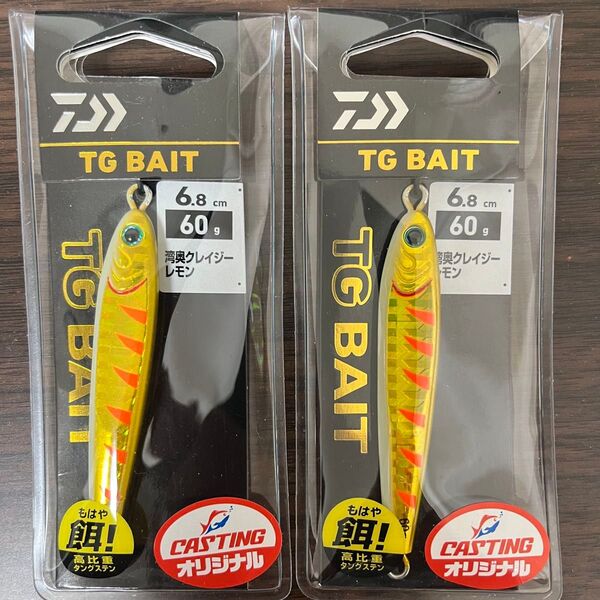 TG BAIT
6.8 cm
60 g
湾奥クレイジー
レモン
TG BAIT
もはや
餌!
高比重
タングステン
CASTING
オリジナル
TG BAIT
6.8 cm
60 g
湾奥クレイジー
レモン
TG BAIT
もはや
餌!
高比重
タングステン
CASTING
オリジナル